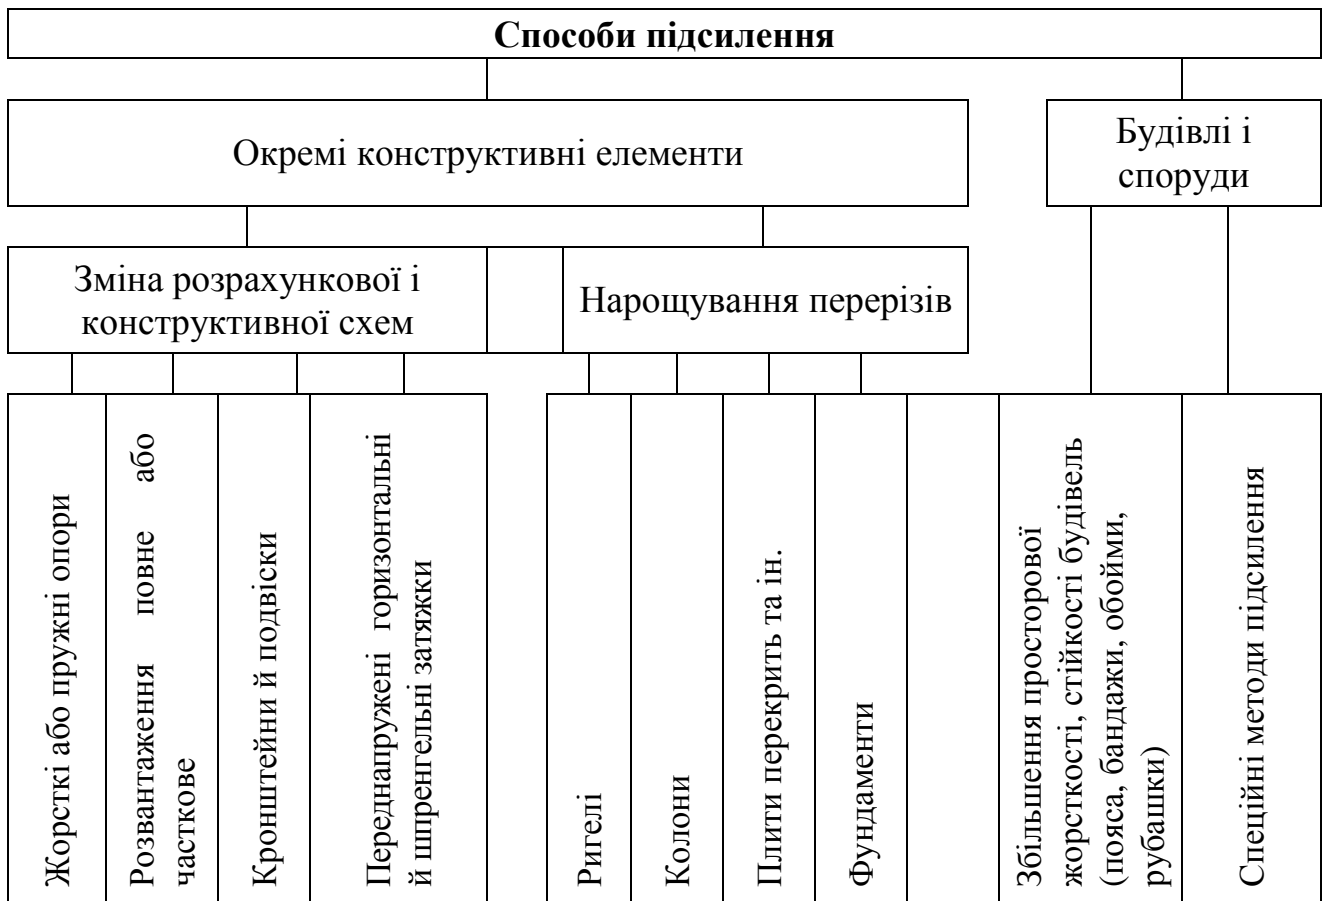 Способи підсилення
Окремі конструктивні елементи
Будівлі і
споруди
Зміна розрахункової і
конструктивної схем
Нарощування перерізів
Жорсткі або пружні опори
Розвантаження повне або
часткове
Кронштейни й подвіски
Переднапружені горизонтальні
й шпренгельні затяжки
Ригелі
Колони
Плити перекрить та ін.
Фундаменти
Збільшення просторової
жорсткості, стійкості будівель
(пояса, бандажи, обойми,
рубашки)
Спеціійні методи підсилення